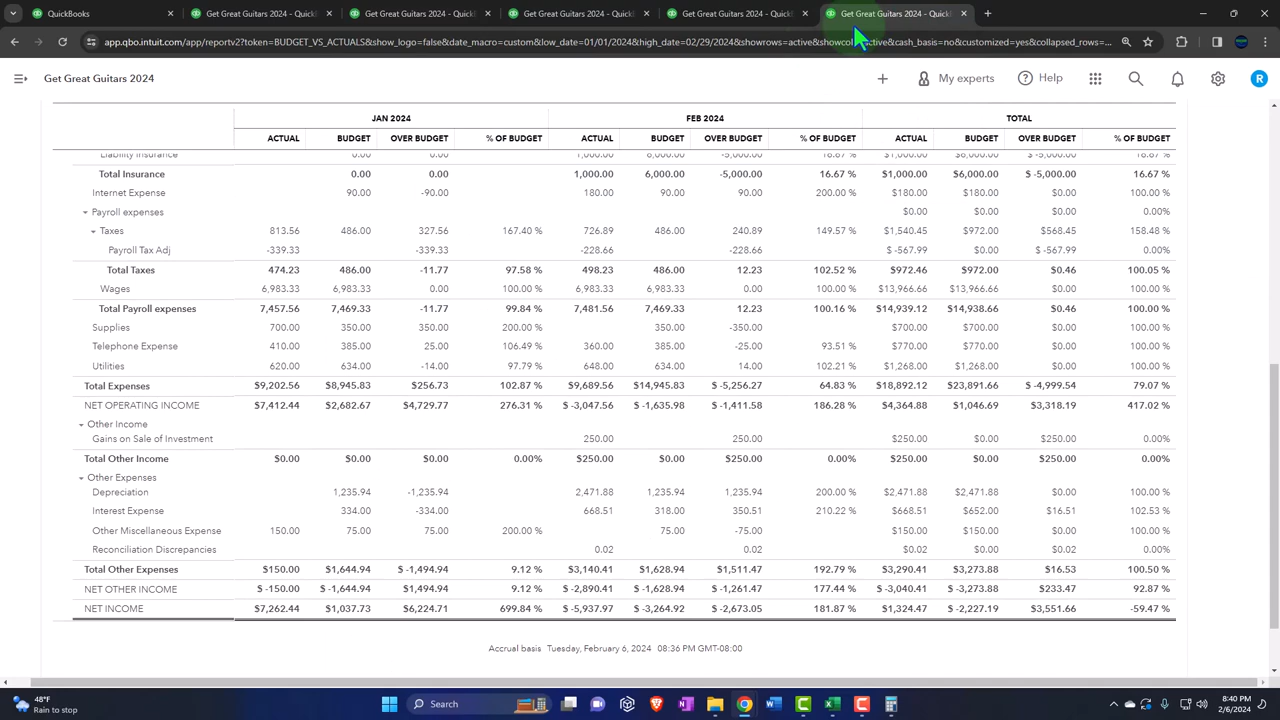 QuickBooks
Get Great Guitars 2024 - QuickB
Get Great Guitars 2024 - QuickB
Get Great Guitars 2024 - QuickB
Get Great Guitars 2024 - QuickB
Get Great Guitars 2024 - QuickB
app.qbo.intuit.com/app/reportv2?token=BUDGET_VS_ACTUALS&show_logo=false&date_macro=custom&low_date=01/01/2024&high_date=02/29/2024&showrows=active&showcol...active&cash_basis=no&customized=yes&collapsed_rows=...
Get Great Guitars 2024
My experts
Help
R
JAN 2024 FEB 2024 TOTAL
ACTUAL BUDGET OVER BUDGET % OF BUDGET ACTUAL BUDGET OVER BUDGET % OF BUDGET ACTUAL BUDGET OVER BUDGET % OF BUDGET
Liability Insurance 0.00 0.00 1,000.00 6,000.00 -5,000.00 16.67 % $1,000.00 $6,000.00 $ -5,000.00 16.67 %
Total Insurance 0.00 0.00 1,000.00 6,000.00 -5,000.00 16.67 % $1,000.00 $6,000.00 $ -5,000.00 16.67 %
Internet Expense 90.00 -90.00 180.00 90.00 90.00 200.00 % $180.00 $180.00 $0.00 100.00 %
Payroll expenses $0.00 $0.00 $0.00 0.00%
Taxes 813.56 486.00 327.56 167.40 % 726.89 486.00 240.89 149.57 % $1,540.45 $972.00 $568.45 158.48 %
Payroll Tax Adj -339.33 -339.33 -228.66 -228.66 $ -567.99 $0.00 $ -567.99 0.00%
Total Taxes 474.23 486.00 -11.77 97.58 % 498.23 486.00 12.23 102.52 % $972.46 $972.00 $0.46 100.05 %
Wages 6,983.33 6,983.33 0.00 100.00 % 6,983.33 6,983.33 0.00 100.00 % $13,966.66 $13,966.66 $0.00 100.00 %
Total Payroll expenses 7,457.56 7,469.33 -11.77 99.84 % 7,481.56 7,469.33 12.23 100.16 % $14,939.12 $14,938.66 $0.46 100.00 %
Supplies 700.00 350.00 350.00 200.00 % 350.00 -350.00 $700.00 $700.00 $0.00 100.00 %
Telephone Expense 410.00 385.00 25.00 106.49 % 360.00 385.00 -25.00 93.51 % $770.00 $770.00 $0.00 100.00 %
Utilities 620.00 634.00 -14.00 97.79 % 648.00 634.00 14.00 102.21 % $1,268.00 $1,268.00 $0.00 100.00 %
Total Expenses $9,202.56 $8,945.83 $256.73 102.87 % $9,689.56 $14,945.83 $ -5,256.27 64.83 % $18,892.12 $23,891.66 $ -4,999.54 79.07 %
NET OPERATING INCOME $7,412.44 $2,682.67 $4,729.77 276.31 % $ -3,047.56 $ -1,635.98 $ -1,411.58 186.28 % $4,364.88 $1,046.69 $3,318.19 417.02 %
Other Income
Gains on Sale of Investment 250.00 250.00 $250.00 $0.00 $250.00 0.00%
Total Other Income $0.00 $0.00 $0.00 0.00% $250.00 $0.00 $250.00 0.00% $250.00 $0.00 $250.00 0.00%
Other Expenses
Depreciation 1,235.94 -1,235.94 2,471.88 1,235.94 1,235.94 200.00 % $2,471.88 $2,471.88 $0.00 100.00 %
Interest Expense 334.00 -334.00 668.51 318.00 350.51 210.22 % $668.51 $652.00 $16.51 102.53 %
Other Miscellaneous Expense 150.00 75.00 75.00 200.00 % 75.00 -75.00 $150.00 $150.00 $0.00 100.00 %
Reconciliation Discrepancies 0.02 0.02 $0.02 $0.00 $0.02 0.00%
Total Other Expenses $150.00 $1,644.94 $ -1,494.94 9.12 % $3,140.41 $1,628.94 $1,511.47 192.79 % $3,290.41 $3,273.88 $16.53 100.50 %
NET OTHER INCOME $ -150.00 $ -1,644.94 $1,494.94 9.12 % $ -2,890.41 $ -1,628.94 $ -1,261.47 177.44 % $ -3,040.41 $ -3,273.88 $233.47 92.87 %
NET INCOME $7,262.44 $1,037.73 $6,224.71 699.84 % $ -5,937.97 $ -3,264.92 $ -2,673.05 181.87 % $1,324.47 $ -2,227.19 $3,551.66 -59.47 %
Accrual basis Tuesday, February 6, 2024 08:36 PM GMT-08:00
48°F
Rain to stop
Search
8:40 PM
2/6/2024